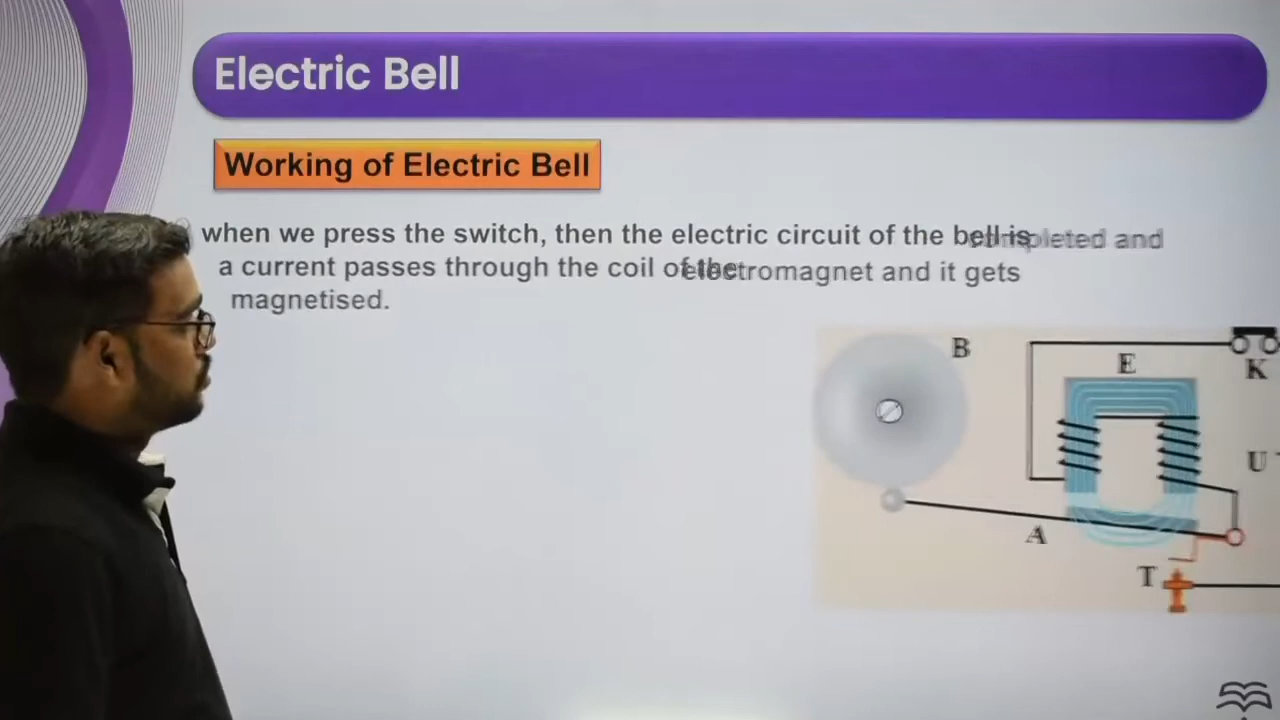 Electric Bell
Working of Electric Bell
when we press the switch, then the electric circuit of the bell is completed and
a current passes through the coil of the electromagnet and it gets
magnetised.
B
E
K
U
A
T